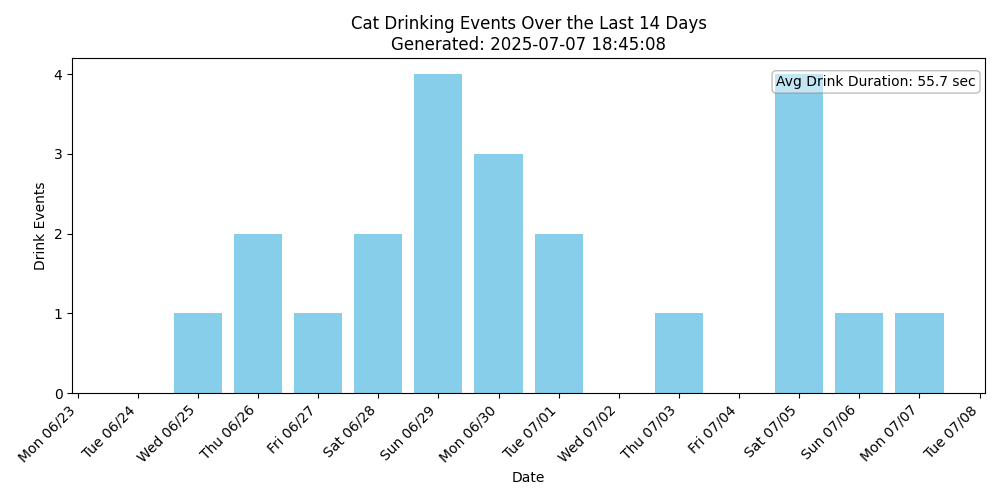 Cat Drinking Events Over the Last 14 Days
Generated: 2025-07-07 18:45:08
Avg Drink Duration: 55.7 sec
Drink Events
4
3
2
1
0
Mon 06/23
Tue 06/24
Wed 06/25
Thu 06/26
Fri 06/27
Sat 06/28
Sun 06/29
Mon 06/30
Tue 07/01
Wed 07/02
Thu 07/03
Fri 07/04
Sat 07/05
Sun 07/06
Mon 07/07
Tue 07/08
Date